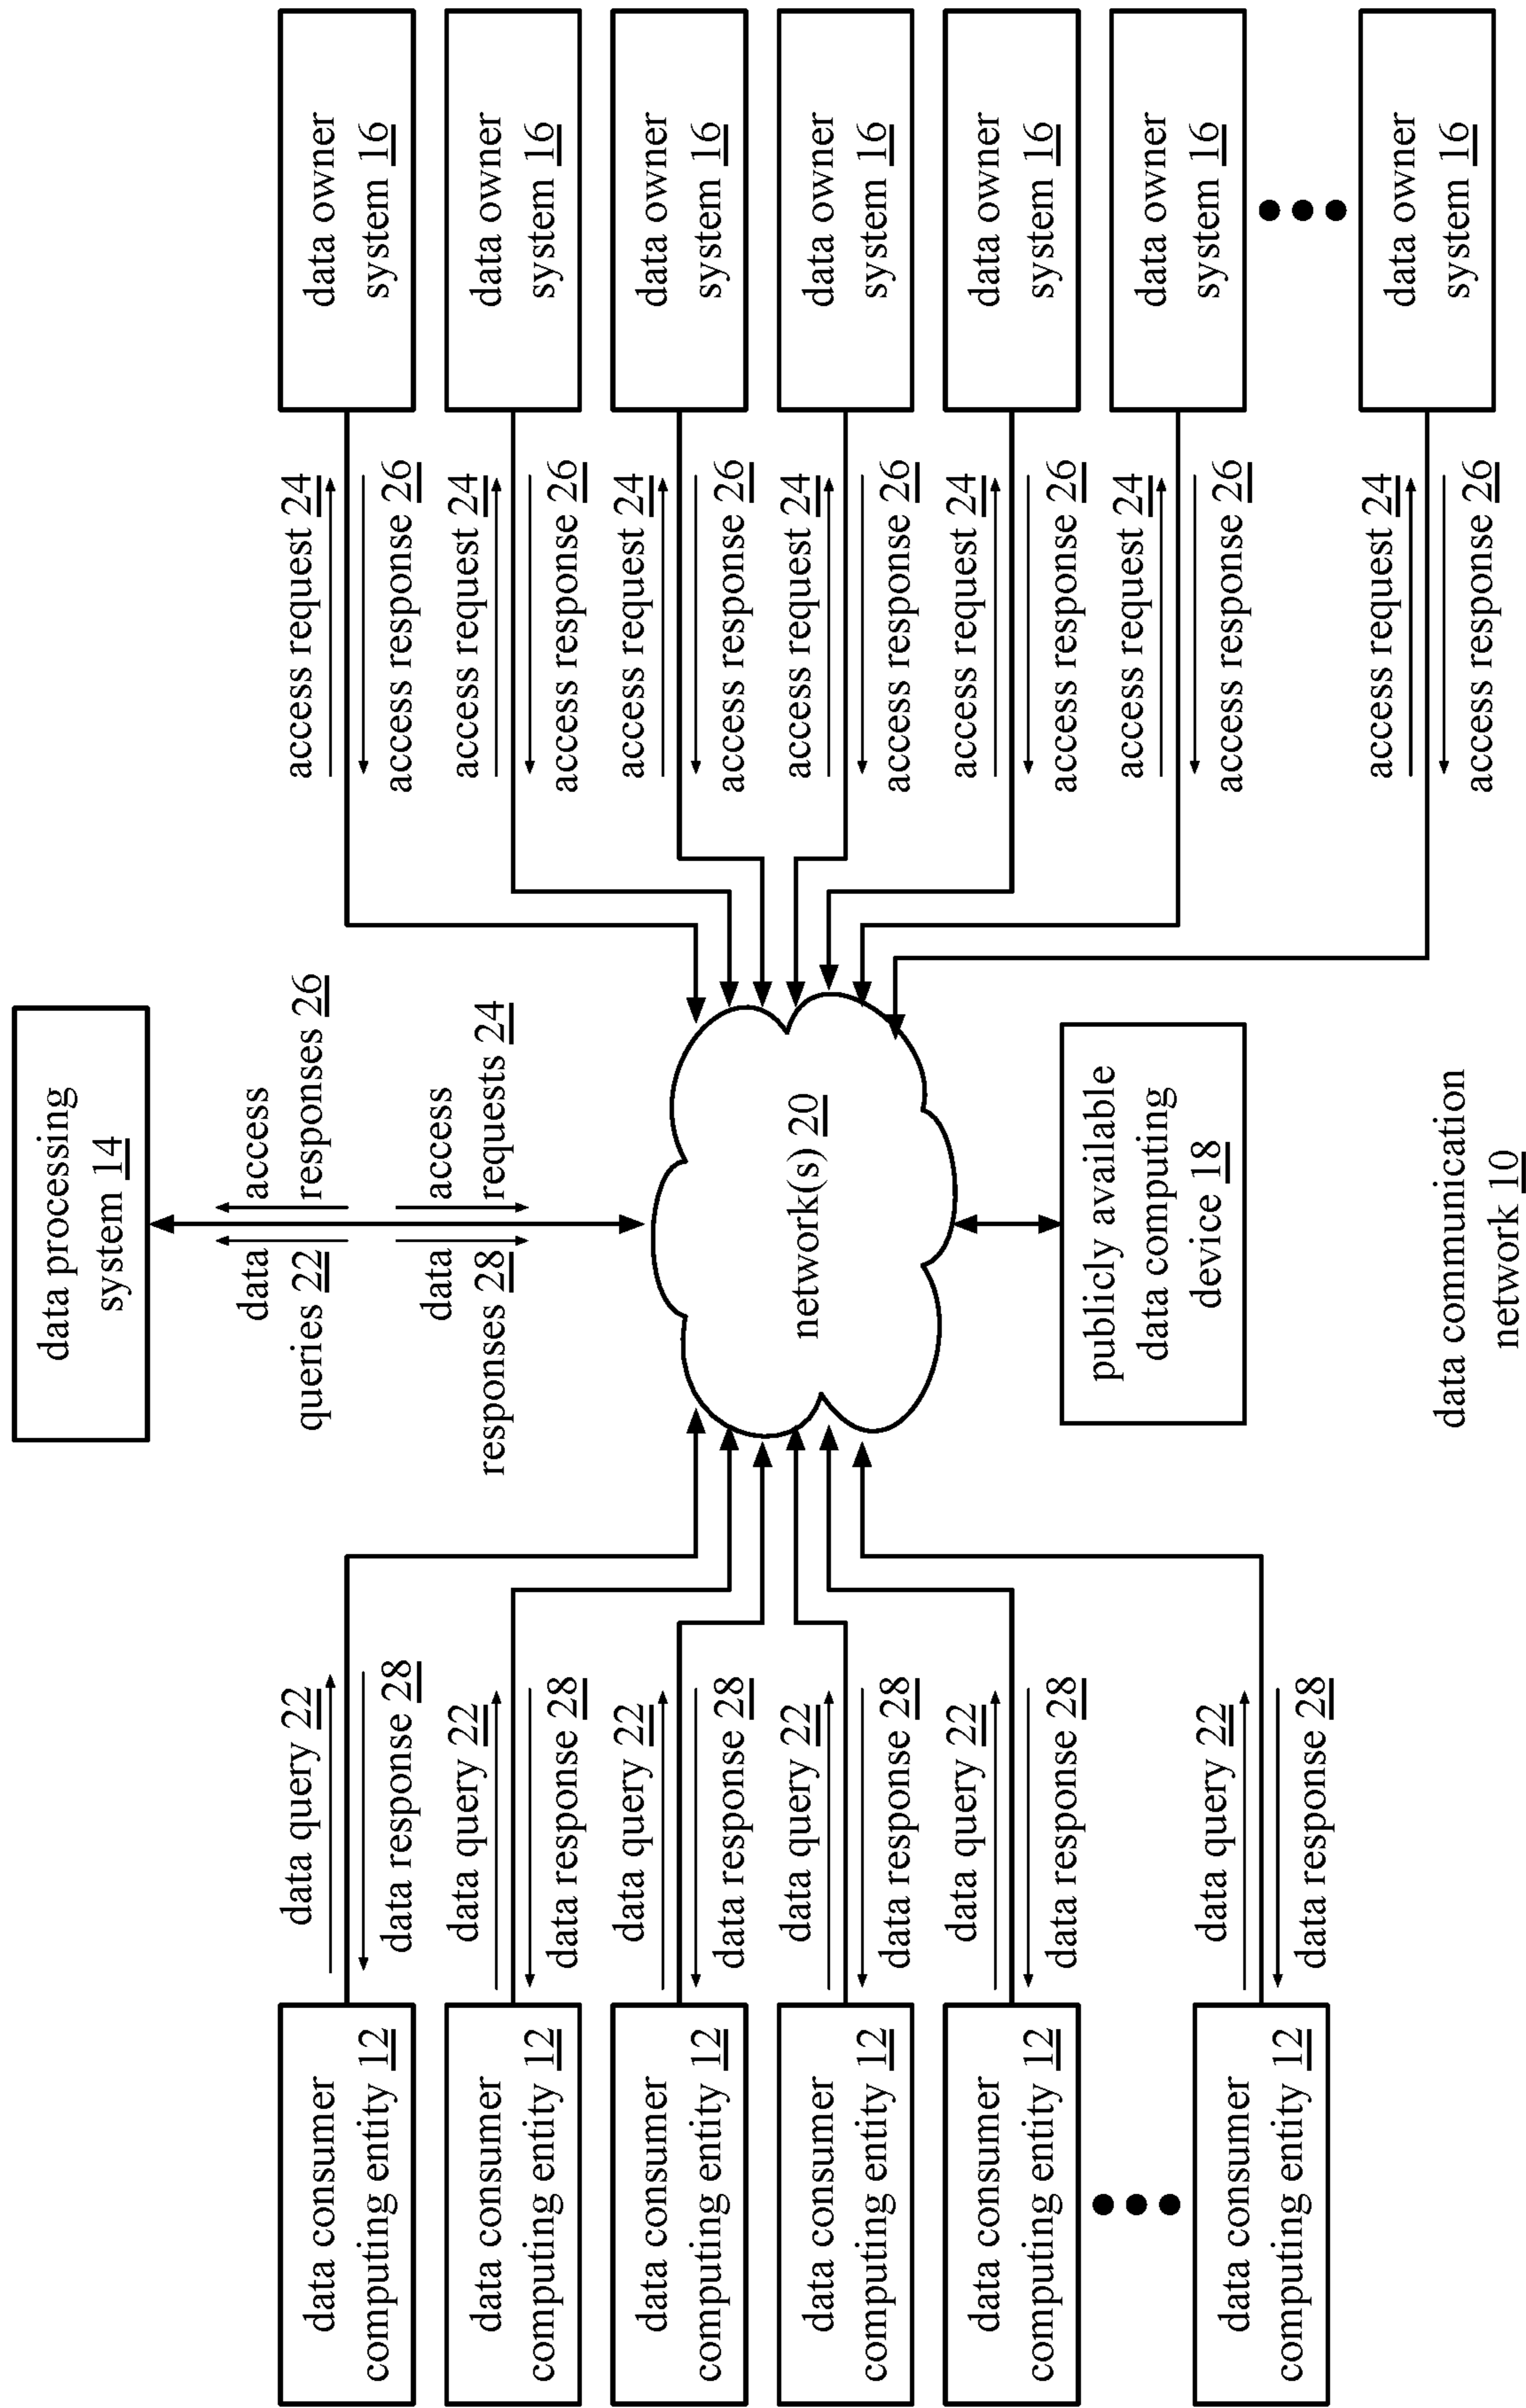 data processing
system 14
data
queries 22
access
responses 26
data
responses 28
access
requests 24
data consumer
computing entity 12
data query 22
data response 28
data consumer
computing entity 12
data query 22
data response 28
data consumer
computing entity 12
data query 22
data response 28
data consumer
computing entity 12
data query 22
data response 28
data consumer
computing entity 12
data query 22
data response 28
data consumer
computing entity 12
data query 22
data response 28
network(s) 20
publicly available
data computing
device 18
access request 24
access response 26
data owner
system 16
access request 24
access response 26
data owner
system 16
access request 24
access response 26
data owner
system 16
access request 24
access response 26
data owner
system 16
access request 24
access response 26
data owner
system 16
access request 24
access response 26
data owner
system 16
access request 24
access response 26
data owner
system 16
data communication
network 10